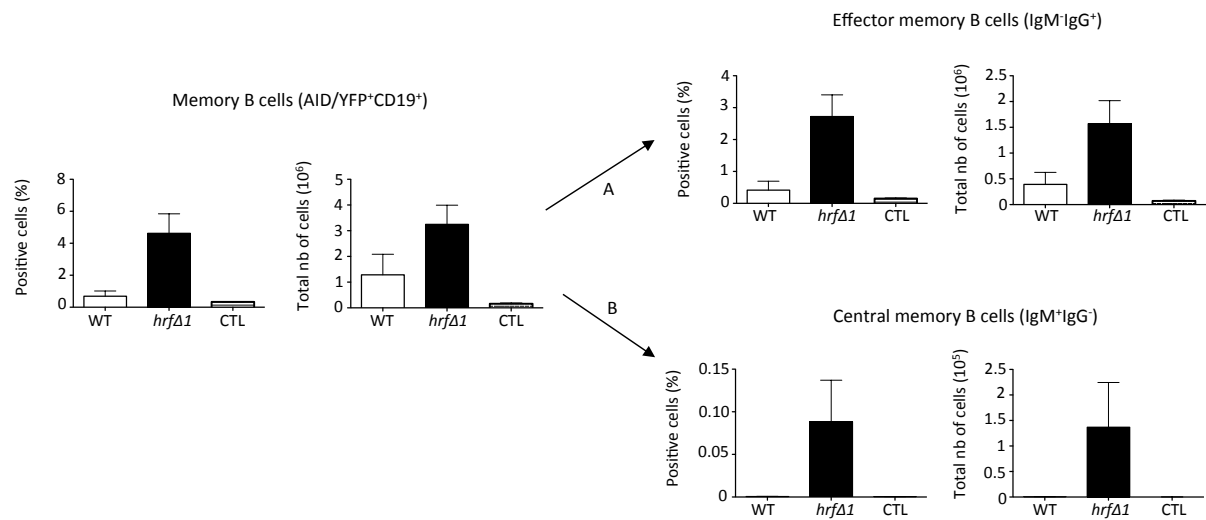 Memory B cells (AID/YFP⁺CD19⁺)
Positive cells (%)
8
6
4
2
0
WT
hrfΔ1
CTL
Total nb of cells (10⁶)
5
4
3
2
1
0
WT
hrfΔ1
CTL
A
B
Effector memory B cells (IgM⁻IgG⁺)
Positive cells (%)
4
3
2
1
0
WT
hrfΔ1
CTL
Total nb of cells (10⁶)
2.5
2
1.5
1
0.5
0
WT
hrfΔ1
CTL
Central memory B cells (IgM⁺IgG⁻)
Positive cells (%)
0.15
0.10
0.05
0
WT
hrfΔ1
CTL
Total nb of cells (10⁵)
2.5
2
1.5
1
0.5
0
WT
hrfΔ1
CTL